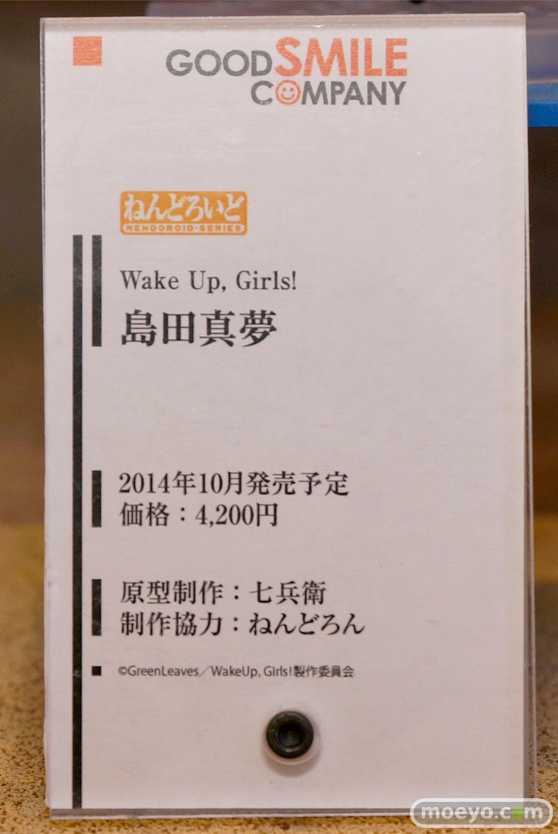 GOOD SMILE
COMPANY
ねんどろいど
NENDOROID-SERIES
Wake Up, Girls!
島田真夢
2014年10月発売予定
価格：4,200円
原型制作：七兵衛
制作協力：ねんどろん
©GreenLeaves／WakeUp, Girls!製作委員会
moeyo.com